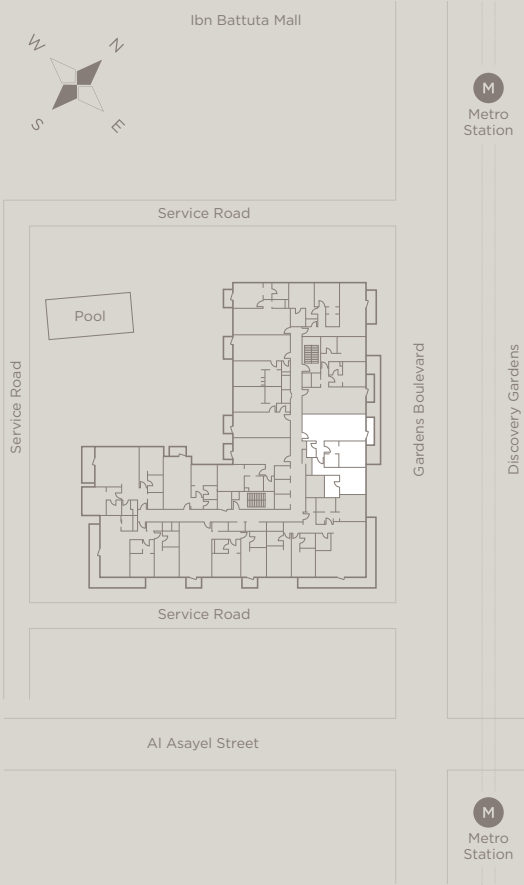 Ibn Battuta Mall
W
N
S
E
M
Metro
Station
Service Road
Pool
Service Road
Gardens Boulevard
Discovery Gardens
Service Road
Al Asayel Street
M
Metro
Station